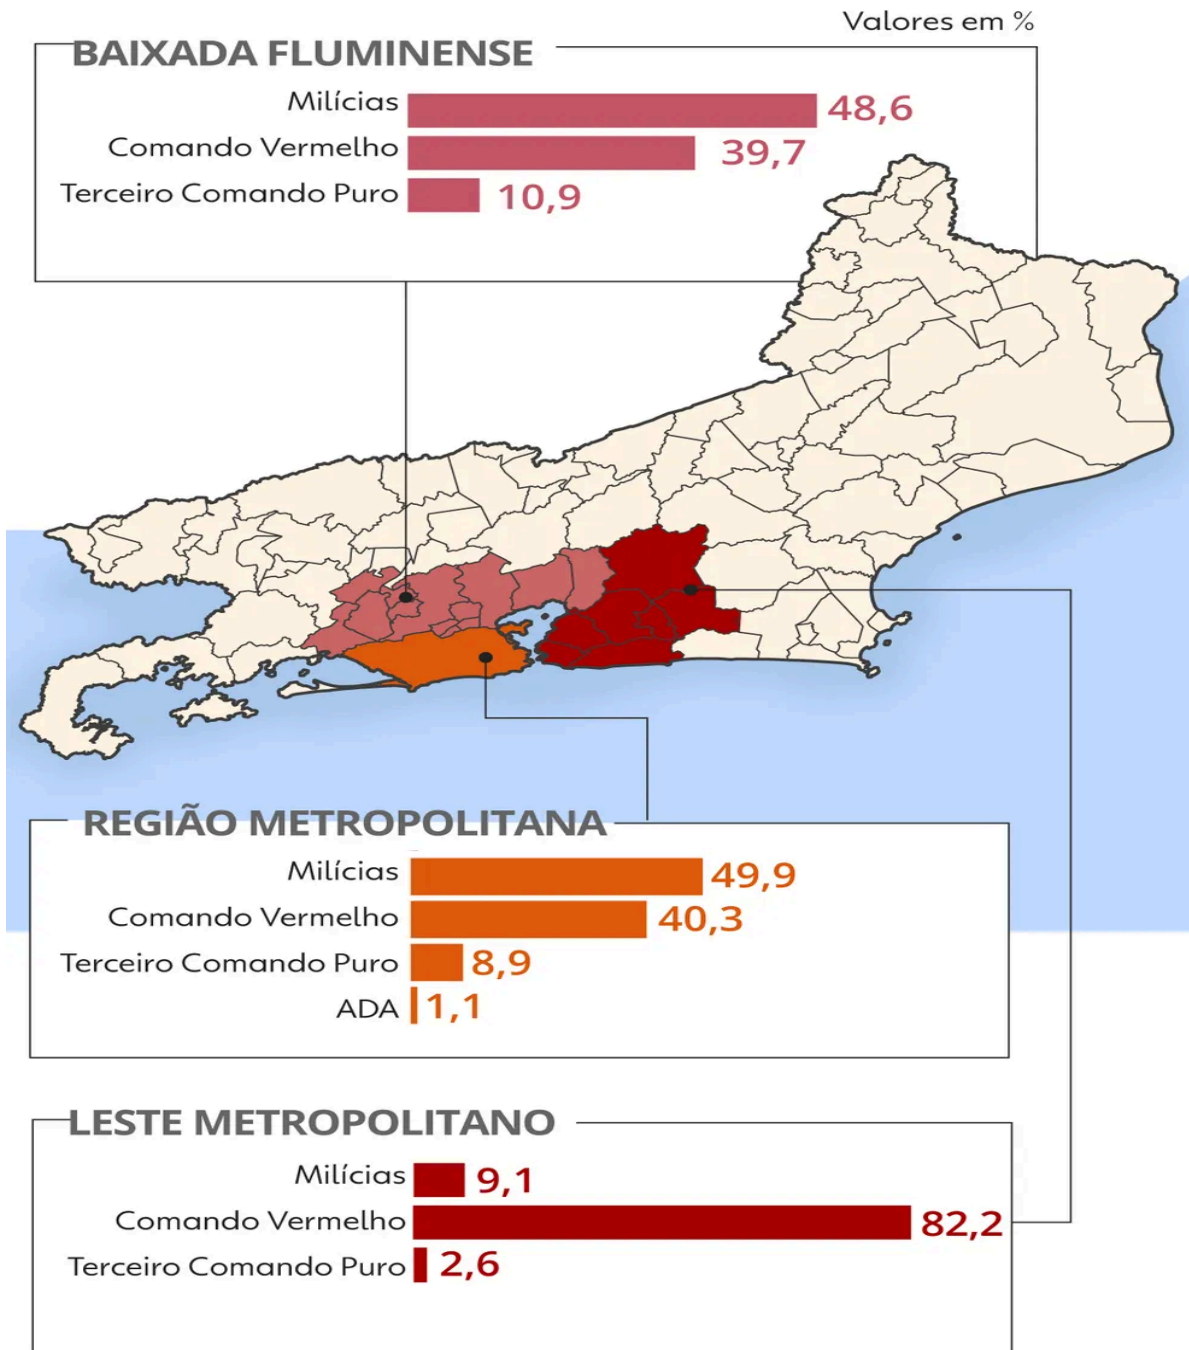 Valores em %
BAIXADA FLUMINENSE
Milícias 48,6
Comando Vermelho 39,7
Terceiro Comando Puro 10,9
REGIÃO METROPOLITANA
Milícias 49,9
Comando Vermelho 40,3
Terceiro Comando Puro 8,9
ADA 1,1
LESTE METROPOLITANO
Milícias 9,1
Comando Vermelho 82,2
Terceiro Comando Puro 2,6